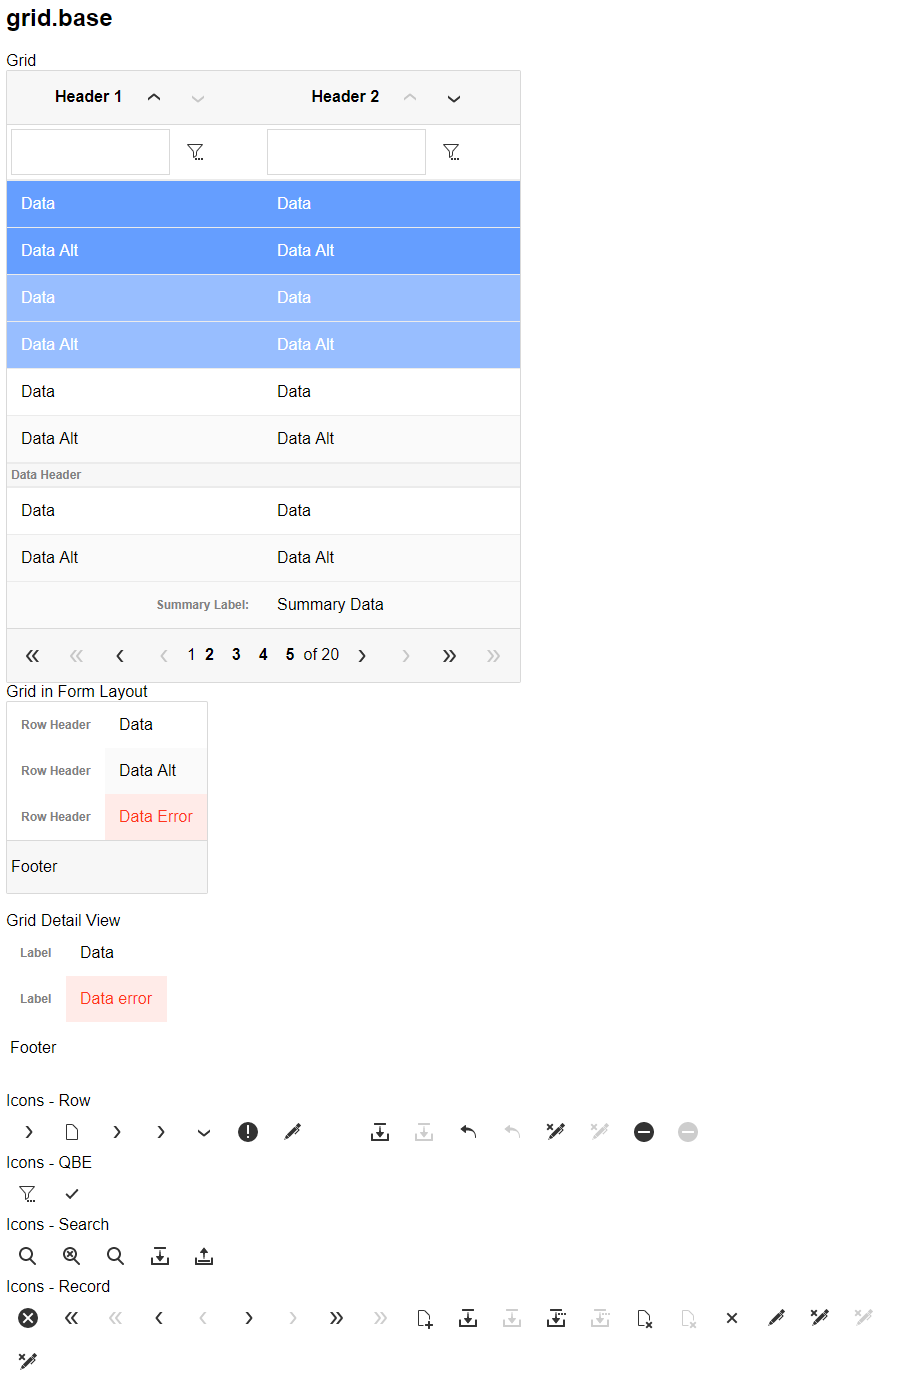 grid.base
Grid
Header 1 Header 2
Data Data
Data Alt Data Alt
Data Data
Data Alt Data Alt
Data Data
Data Alt Data Alt
Data Header
Data Data
Data Alt Data Alt
Summary Label: Summary Data
1 2 3 4 5 of 20
Grid in Form Layout
Row Header Data
Row Header Data Alt
Row Header Data Error
Footer
Grid Detail View
Label Data
Label Data error
Footer
Icons - Row
Icons - QBE
Icons - Search
Icons - Record